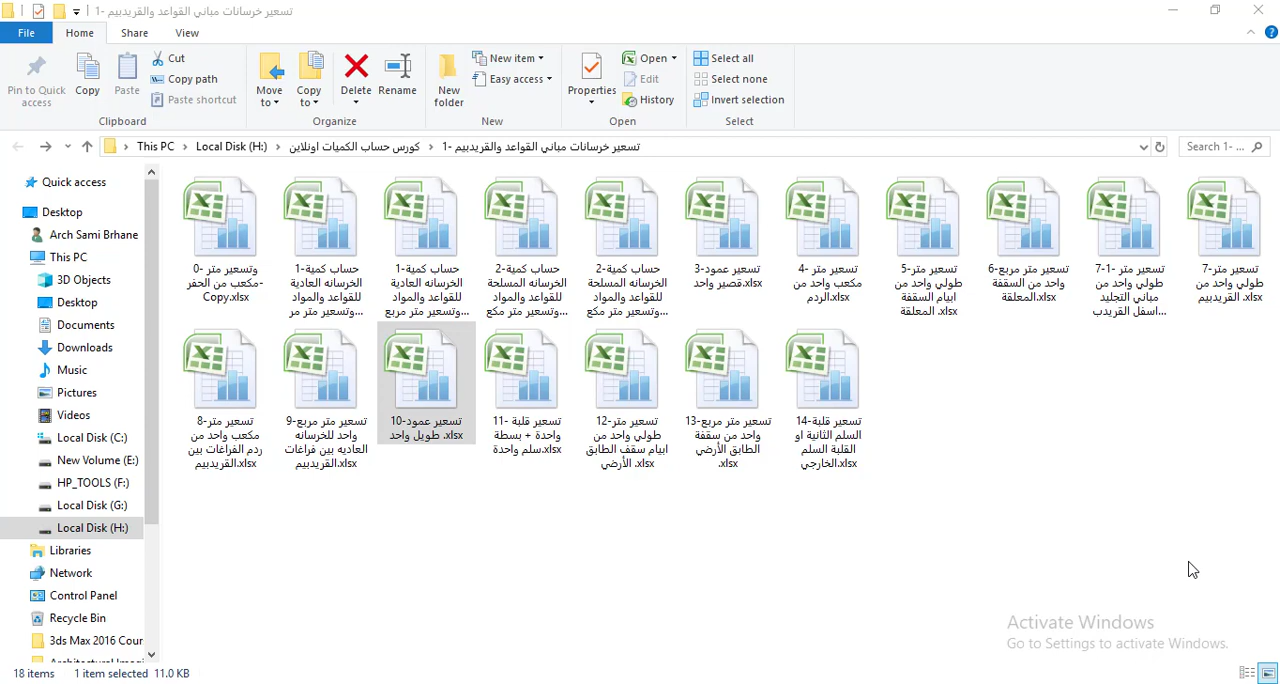 1- تسعير خرسانات مباني القواعد والقريدبيم
File
Home
Share
View
Pin to Quick access
Copy
Paste
Cut
Copy path
Paste shortcut
Clipboard
Move to
Copy to
Delete
Rename
Organize
New folder
New item
Easy access
New
Properties
Open
Edit
History
Open
Select all
Select none
Invert selection
Select
This PC
Local Disk (H:)
كورس حساب الكميات اونلاين
1- تسعير خرسانات مباني القواعد والقريدبيم
Search 1- ...
Quick access
Desktop
Arch Sami Brhane
This PC
3D Objects
Desktop
Documents
Downloads
Music
Pictures
Videos
Local Disk (C:)
New Volume (E:)
HP_TOOLS (F:)
Local Disk (G:)
Local Disk (H:)
Libraries
Network
Control Panel
Recycle Bin
3ds Max 2016 Cour
0- وتسعير متر
مكعب من الحفر-
Copy.xlsx
1-حساب كمية
الخرسانه العادية
للقواعد والمواد
وتسعير متر مر...
1-حساب كمية
الخرسانه العادية
للقواعد والمواد
وتسعير متر مربع...
2-حساب كمية
الخرسانة المسلحة
للقواعد والمواد
وتسعير متر مكع...
2-حساب كمية
الخرسانة المسلحة
للقواعد والمواد
وتسعير متر مكع...
3-تسعير عمود
قصير واحد.xlsx
4- تسعير متر
مكعب واحد من
الردم.xlsx
5-تسعير متر
طولي واحد من
ابيام السقفة
المعلقة .xlsx
6-تسعير متر مربع
واحد من السقفة
المعلقة.xlsx
7-1- تسعير متر
طولي واحد من
مباني التجليد
اسفل القريدب...
7-تسعير متر
طولي واحد من
القريدبيم .xlsx
8-تسعير متر
مكعب واحد من
ردم الفراغات بين
القريدبيم.xlsx
9-تسعير متر مربع
واحد للخرسانه
العاديه بين فراغات
القريدبيم.xlsx
10-تسعير عمود
طويل واحد .xlsx
11- تسعير قلبة
واحدة + بسطة
سلم واحدة.xlsx
12-تسعير متر
طولي واحد من
ابيام سقف الطابق
الأرضي .xlsx
13-تسعير متر مربع
واحد من سقفة
الطابق الأرضي
.xlsx
14-تسعير قلبة
السلم الثانية او
القلبة السلم
الخارجي.xlsx
Activate Windows
Go to Settings to activate Windows.
18 items
1 item selected
11.0 KB